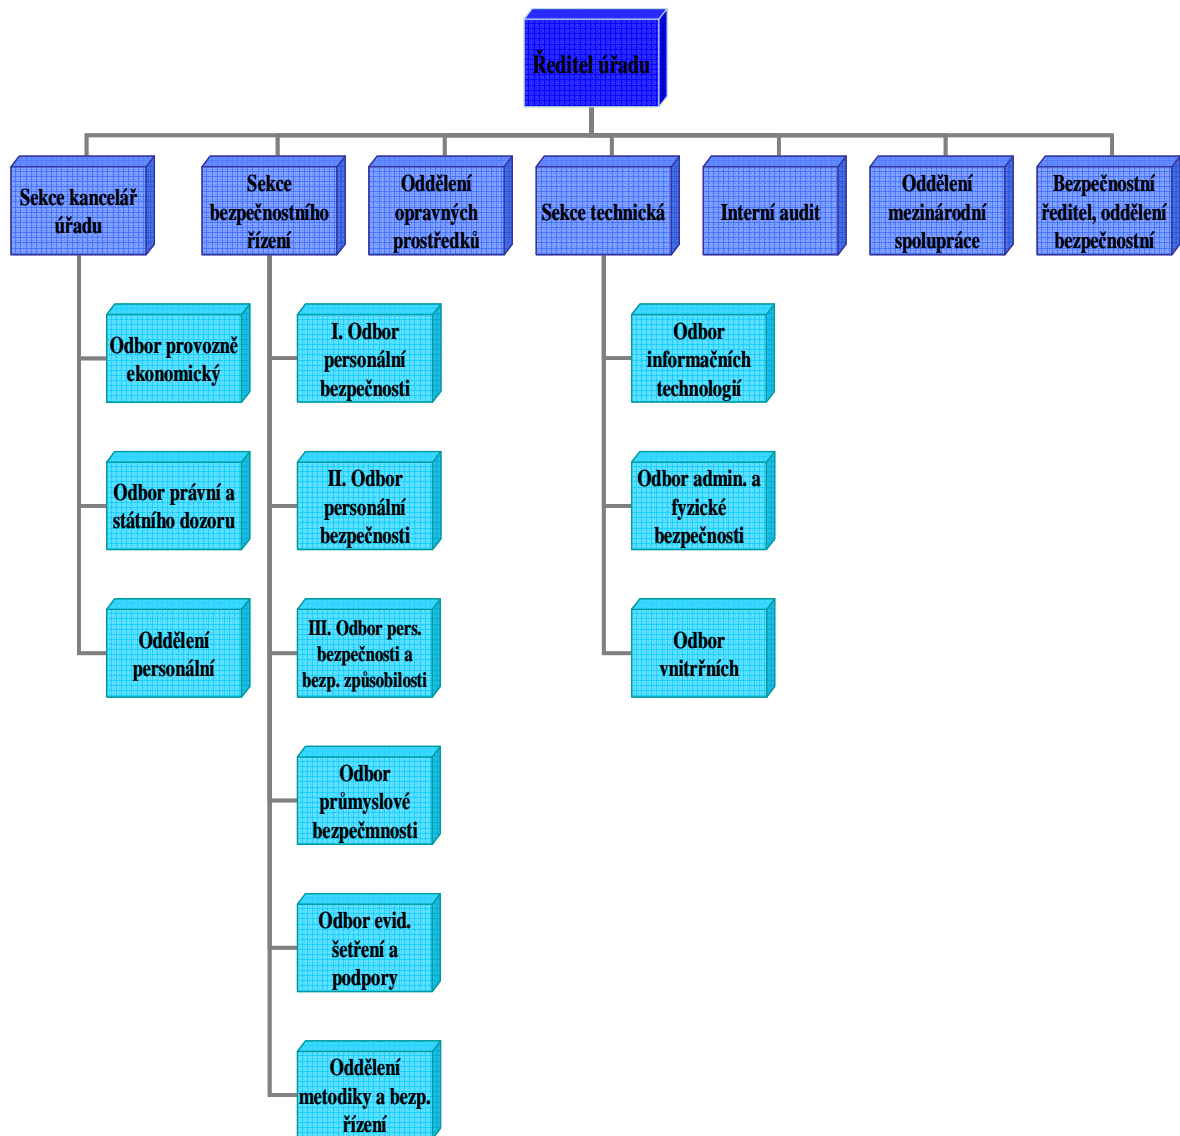 Ředitel úřadu
Sekce kancelář
úřadu
Sekce
bezpečnostního
řízení
Oddělení
opravných
prostředků
Sekce technická
Interní audit
Oddělení
mezinárodní
spolupráce
Bezpečnostní
ředitel, oddělení
bezpečnostní
Odbor provozně
ekonomický
Odbor právní a
státního dozoru
Oddělení
personální
I. Odbor
personální
bezpečnosti
II. Odbor
personální
bezpečnosti
III. Odbor pers.
bezpečnosti a
bezp. způsobilosti
Odbor
průmyslové
bezpečmnosti
Odbor evid.
šetření a
podpory
Oddělení
metodiky a bezp.
řízení
Odbor
informačních
technologií
Odbor admin. a
fyzické
bezpečnosti
Odbor
vnitrřních